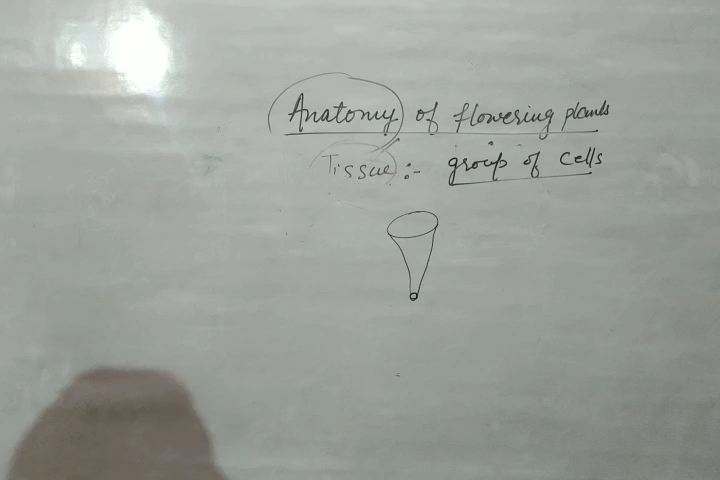 Anatomy of flowering plants
Tissue :- group of cells